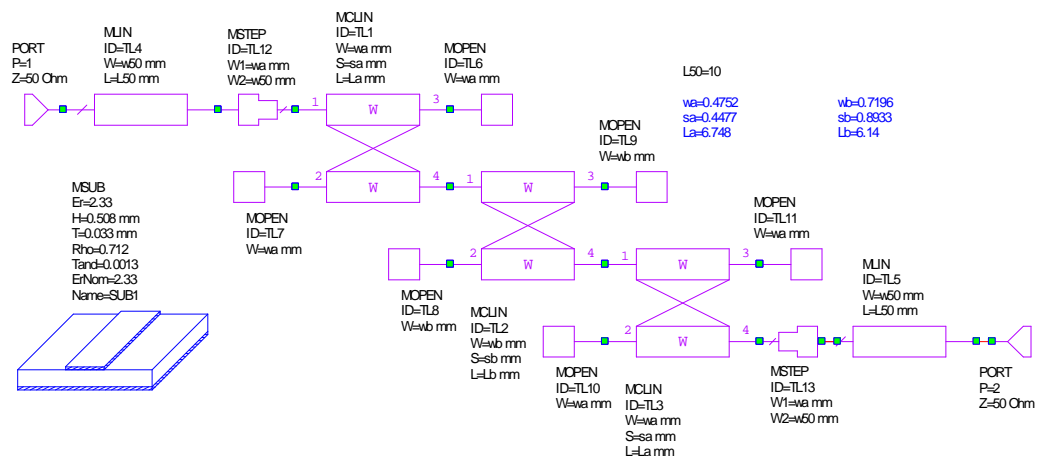 PORT
P=1
Z=50 Ohm
MLIN
ID=TL4
W=w50 mm
L=L50 mm
MSTEP
ID=TL12
W1=wa mm
W2=w50 mm
MCLIN
ID=TL1
W=wa mm
S=sa mm
L=La mm
MOPEN
ID=TL6
W=wa mm
L50=10
wa=0.4752
sa=0.4477
La=6.748
wb=0.7196
sb=0.8933
Lb=6.14
1
W
3
2
W
4
MOPEN
ID=TL7
W=wa mm
MOPEN
ID=TL9
W=wb mm
1
W
3
2
W
4
MSUB
Er=2.33
H=0.508 mm
T=0.033 mm
Rho=0.712
Tand=0.0013
ErNom=2.33
Name=SUB1
MOPEN
ID=TL8
W=wb mm
MCLIN
ID=TL2
W=wb mm
S=sb mm
L=Lb mm
MOPEN
ID=TL11
W=wa mm
1
W
3
2
W
4
MLIN
ID=TL5
W=w50 mm
L=L50 mm
MOPEN
ID=TL10
W=wa mm
MCLIN
ID=TL3
W=wa mm
S=sa mm
L=La mm
MSTEP
ID=TL13
W1=wa mm
W2=w50 mm
PORT
P=2
Z=50 Ohm